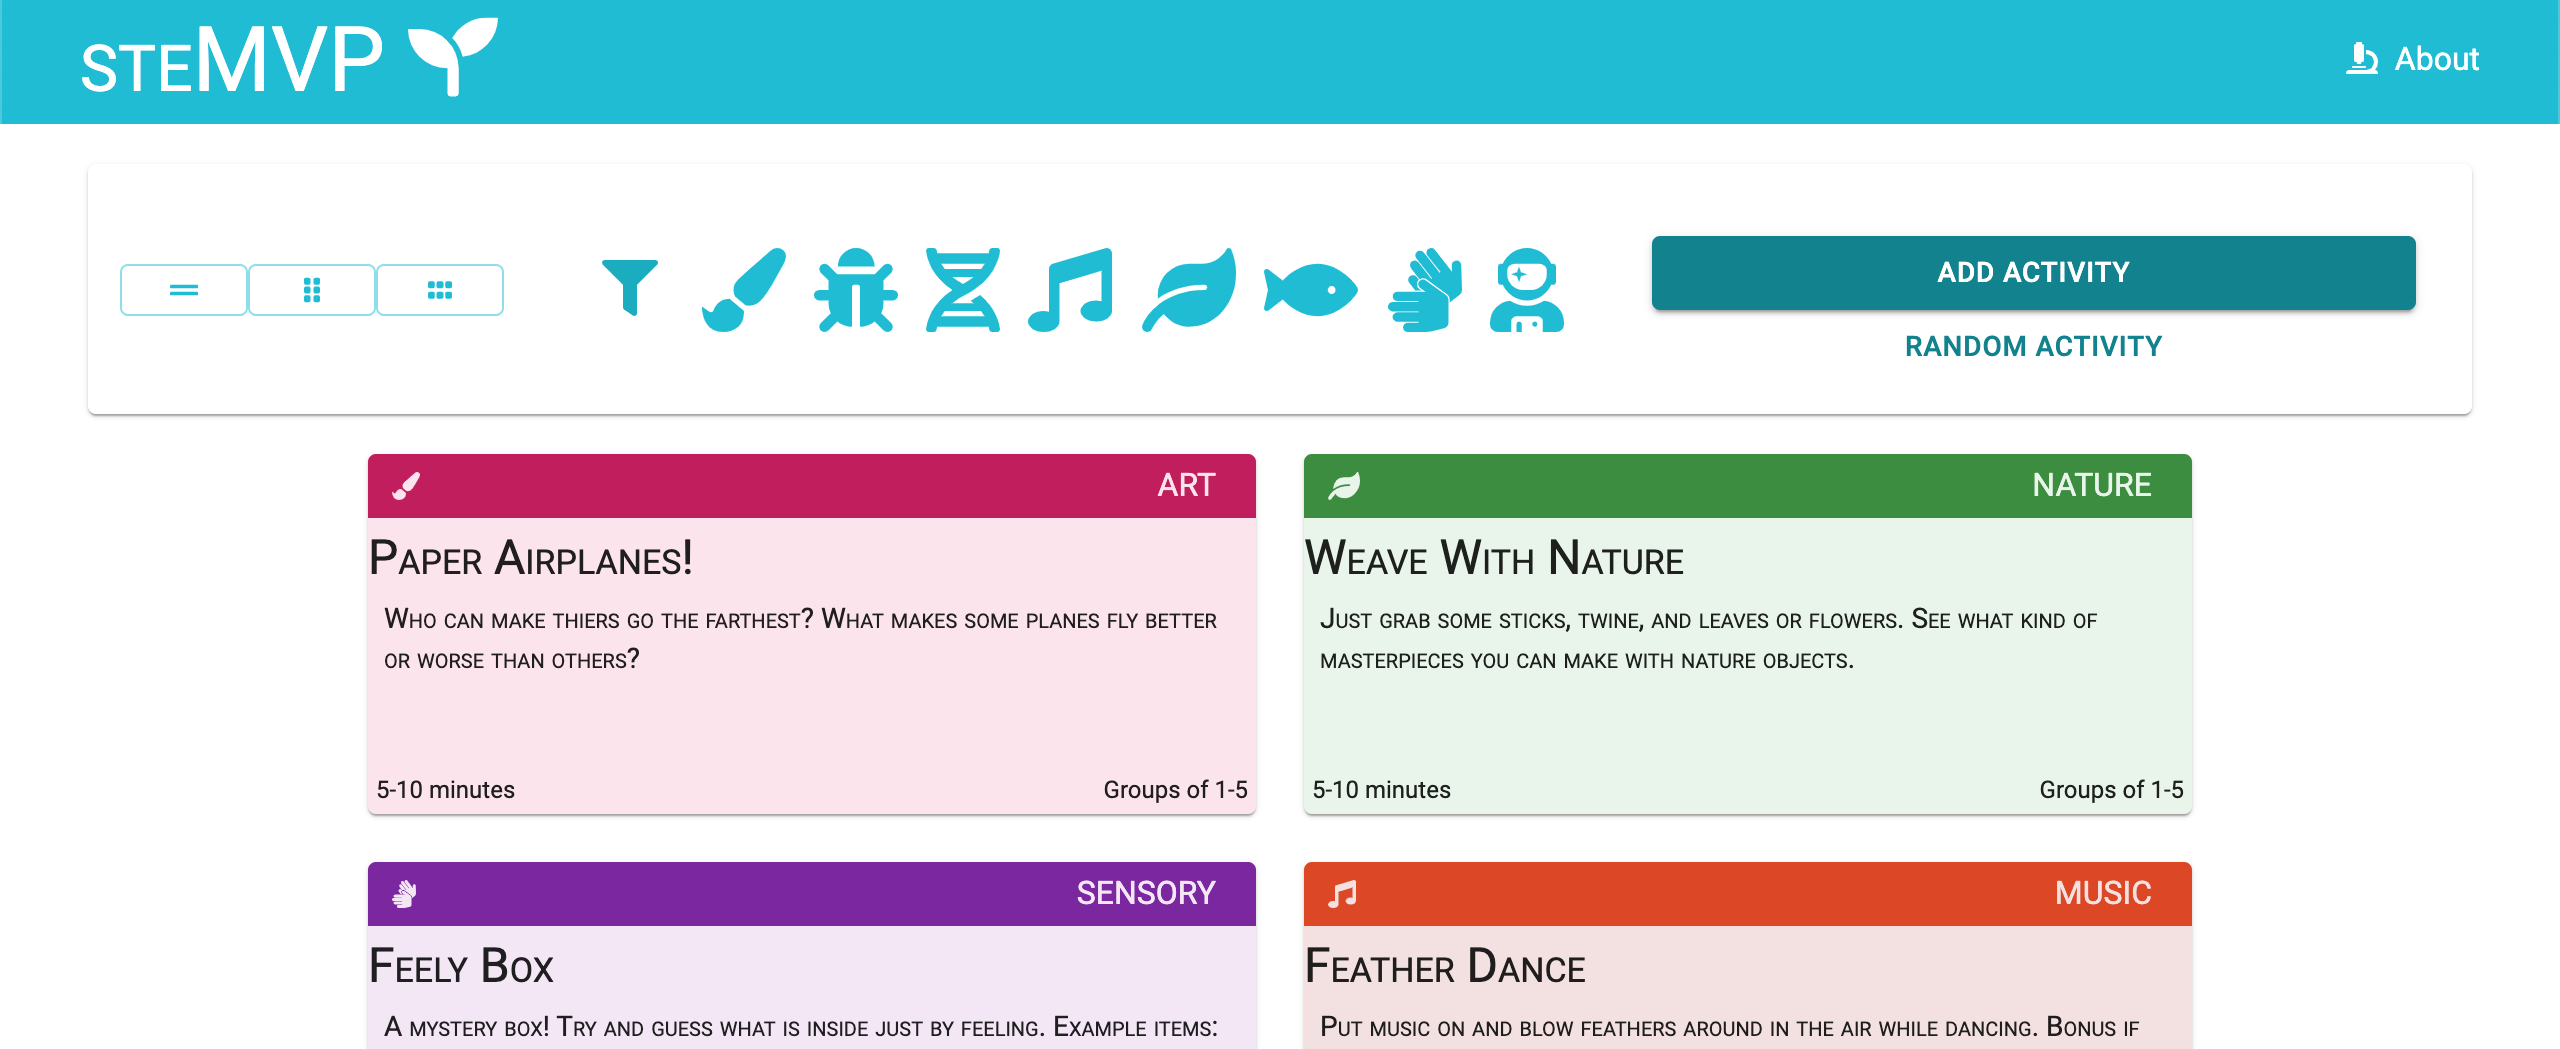 steMVP
About
ADD ACTIVITY
RANDOM ACTIVITY
ART
Paper Airplanes!
Who can make thiers go the farthest? What makes some planes fly better
or worse than others?
5-10 minutes
Groups of 1-5
NATURE
Weave With Nature
Just grab some sticks, twine, and leaves or flowers. See what kind of
masterpieces you can make with nature objects.
5-10 minutes
Groups of 1-5
SENSORY
Feely Box
A mystery box! Try and guess what is inside just by feeling. Example items:
MUSIC
Feather Dance
Put music on and blow feathers around in the air while dancing. Bonus if